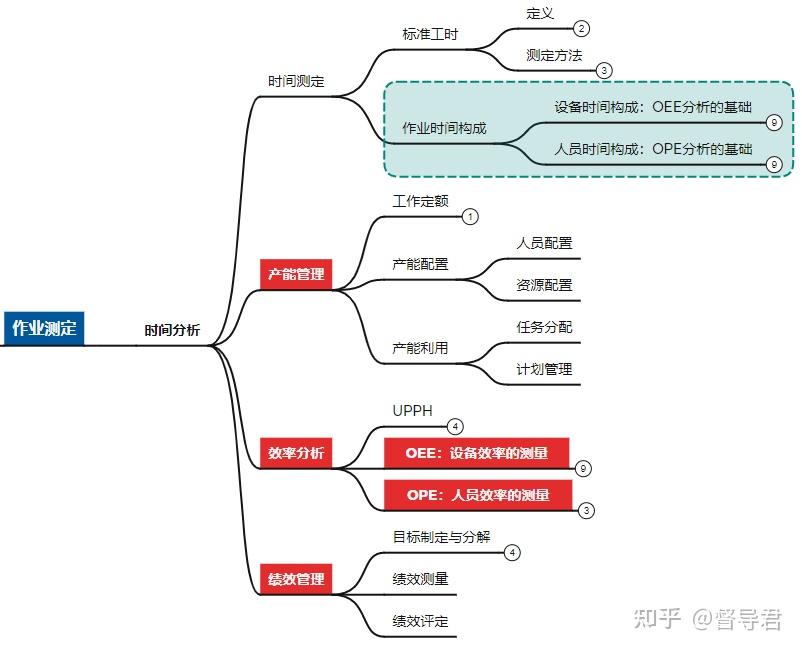 定义
②
标准工时
测定方法
③
时间测定
设备时间构成：OEE分析的基础
⑨
作业时间构成
人员时间构成：OPE分析的基础
⑨
工作定额
①
人员配置
产能配置
产能管理
资源配置
任务分配
作业测定
时间分析
产能利用
计划管理
UPPH
④
效率分析
OEE：设备效率的测量
⑨
OPE：人员效率的测量
③
目标制定与分解
④
绩效管理
绩效测量
绩效评定
知乎 @督导君